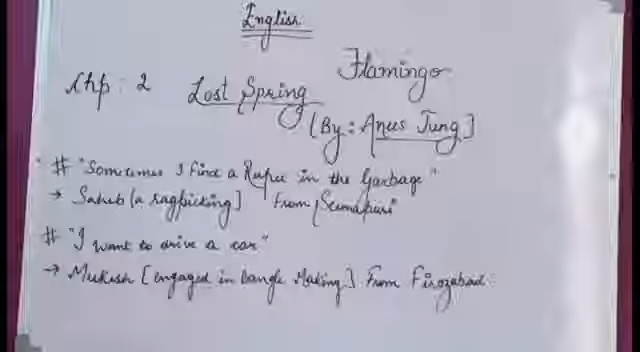 English
Flamingo
Chp : 2 Lost Spring
[By : Anees Jung]
# "Sometimes I find a Rupee in the Garbage"
→ Saheb [a ragpicking] From Seemapuri
# "I want to drive a car"
→ Mukesh [engaged in bangle Making] From Firozabad